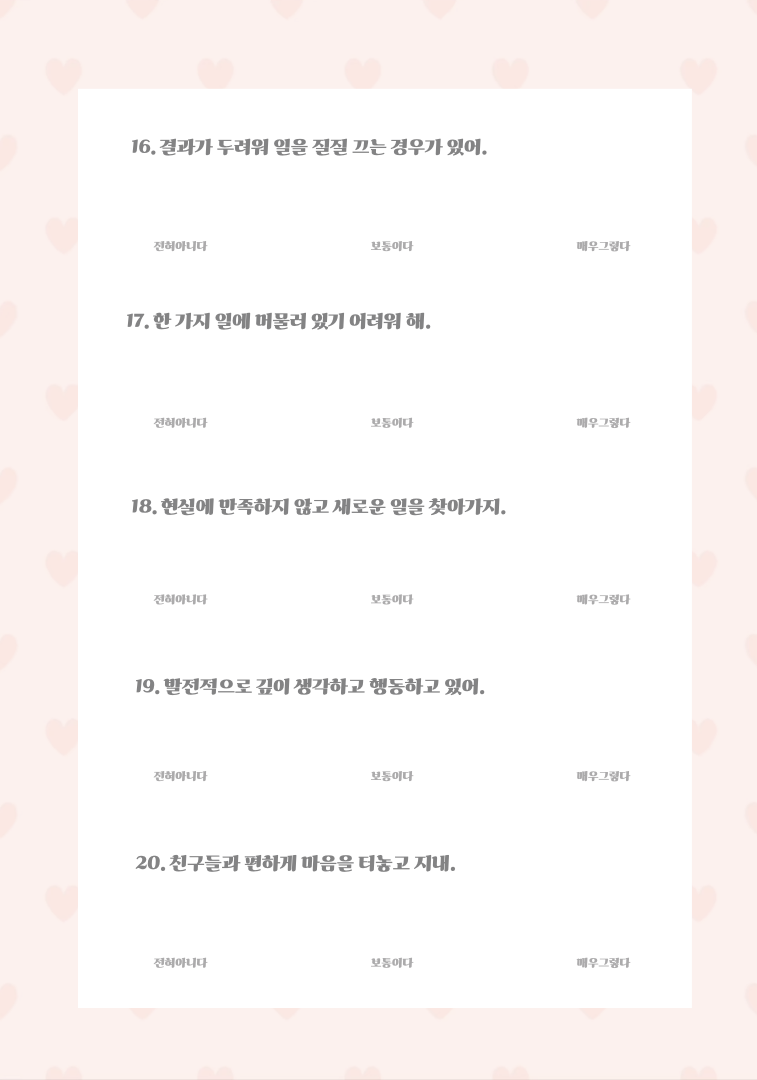 16. 결과가 두려워 일을 질질 끄는 경우가 있어.
전혀아니다 보통이다 매우그렇다
17. 한 가지 일에 머물러 있기 어려워 해.
전혀아니다 보통이다 매우그렇다
18. 현실에 만족하지 않고 새로운 일을 찾아가지.
전혀아니다 보통이다 매우그렇다
19. 발전적으로 깊이 생각하고 행동하고 있어.
전혀아니다 보통이다 매우그렇다
20. 친구들과 편하게 마음을 터놓고 지내.
전혀아니다 보통이다 매우그렇다